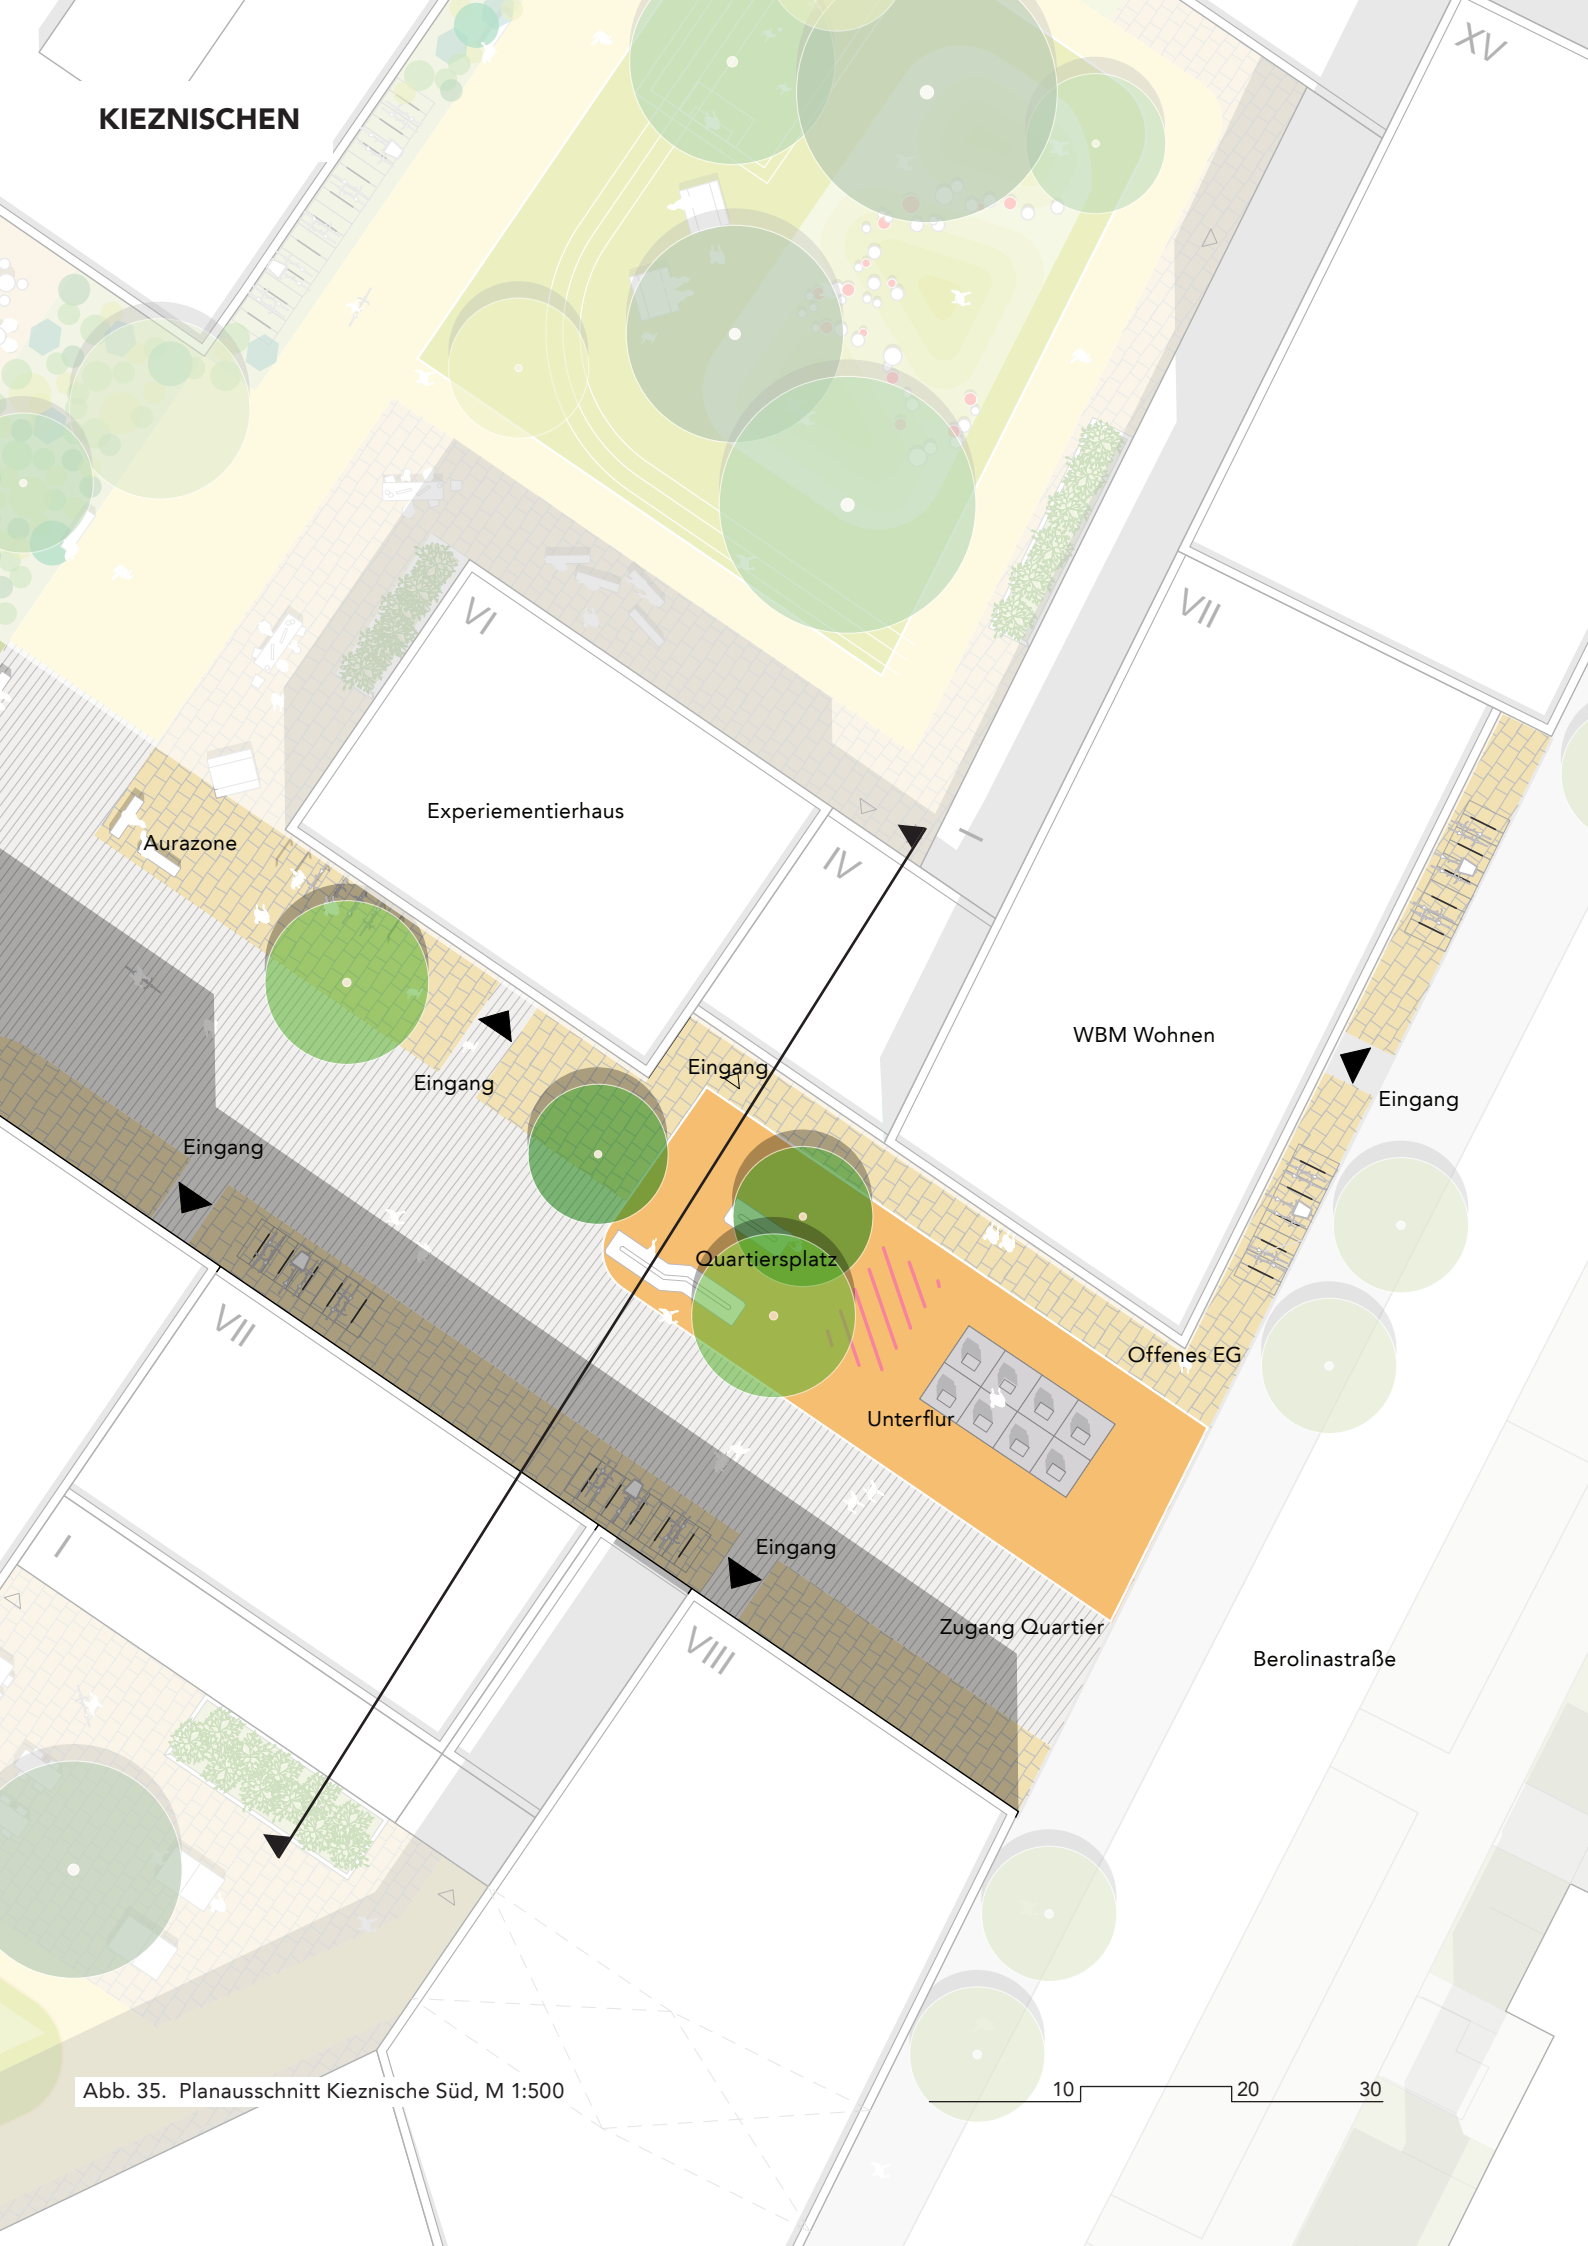 XV
KIEZNISCHEN
VI
VII
Experiementierhaus
I
Aurazone
IV
WBM Wohnen
Eingang
Eingang
Eingang
Eingang
Quartiersplatz
VII
Offenes EG
Unterflur
I
Eingang
Zugang Quartier
VIII
Berolinastraße
Abb. 35. Planausschnitt Kieznische Süd, M 1:500
10 20 30